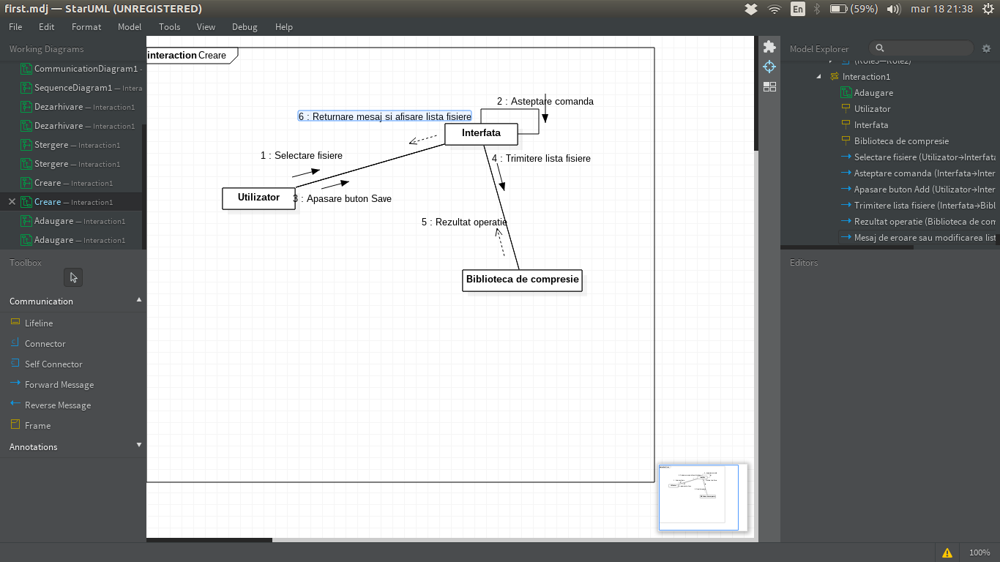 first.mdj — StarUML (UNREGISTERED)
En
(59%)
mar 18 21:38
File Edit Format Model Tools View Debug Help
Working Diagrams
CommunicationDiagram1 -
SequenceDiagram1 — Intera
Dezarhivare — Interaction1
Dezarhivare — Interaction1
Stergere — Interaction1
Stergere — Interaction1
Creare — Interaction1
Creare — Interaction1
Adaugare — Interaction1
Adaugare — Interaction1
Toolbox
Communication
Lifeline
Connector
Self Connector
Forward Message
Reverse Message
Frame
Annotations
interaction Creare
2 : Asteptare comanda
6 : Returnare mesaj si afisare lista fisiere
Interfata
1 : Selectare fisiere
4 : Trimitere lista fisiere
Utilizator
3 : Apasare buton Save
5 : Rezultat operatie
Biblioteca de compresie
Model Explorer
(Role3—Role2)
Interaction1
Adaugare
Utilizator
Interfata
Biblioteca de compresie
Selectare fisiere (Utilizator→Interfata
Asteptare comanda (Interfata→Inter
Apasare buton Add (Utilizator→Inter
Trimitere lista fisiere (Interfata→Bibl
Rezultat operatie (Biblioteca de com
Mesaj de eroare sau modificarea list
Editors
100%